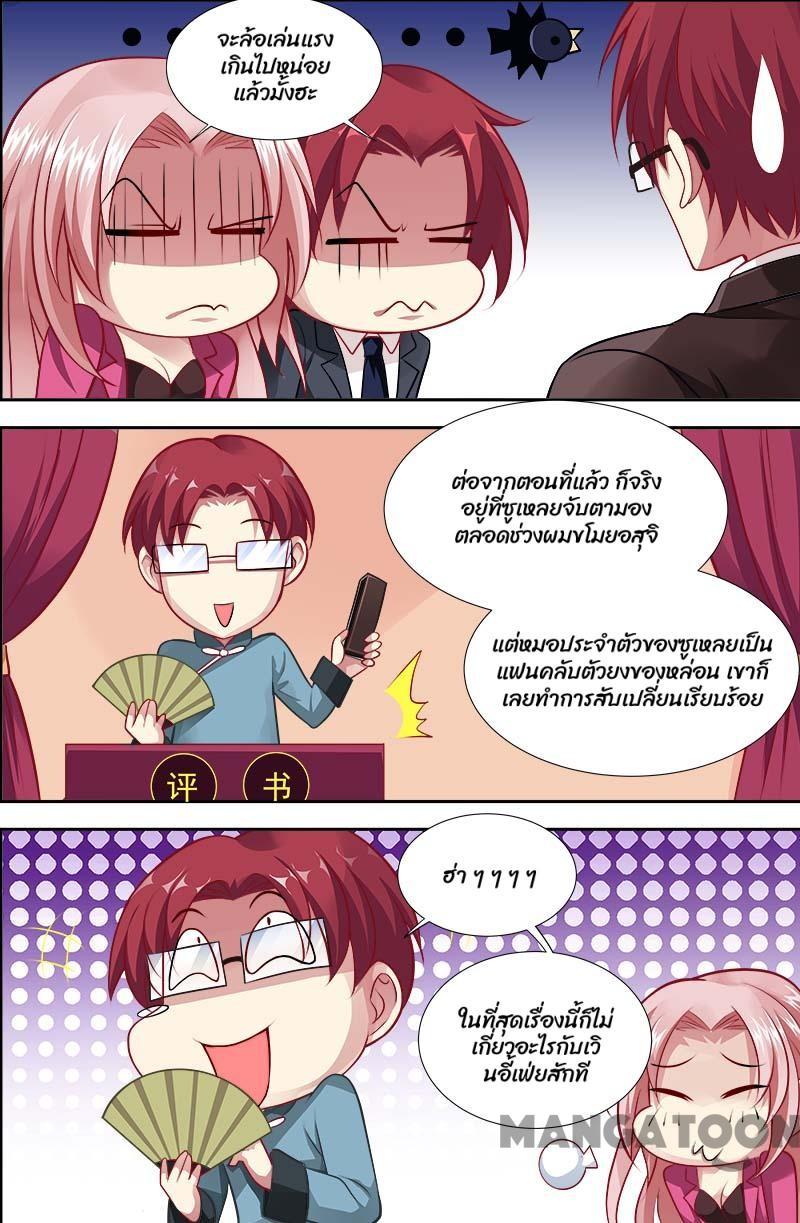 จะล้อเล่นแรง
เกินไปหน่อย
แล้วมั้งฮะ
ต่อจากตอนที่แล้ว ก็จริง
อยู่ที่ซูเหลยจับตามอง
ตลอดช่วงผมขโมยอสุจิ
แต่หมอประจำตัวของซูเหลยเป็น
แฟนคลับตัวยงของหล่อน เขาก็
เลยทำการสับเปลี่ยนเรียบร้อย
评 书
ฮ่า ๆ ๆ ๆ ๆ
ในที่สุดเรื่องนี้ก็ไม่
เกี่ยวอะไรกับเวิ
นอี้เฟ่ยสักที
MANGATOON